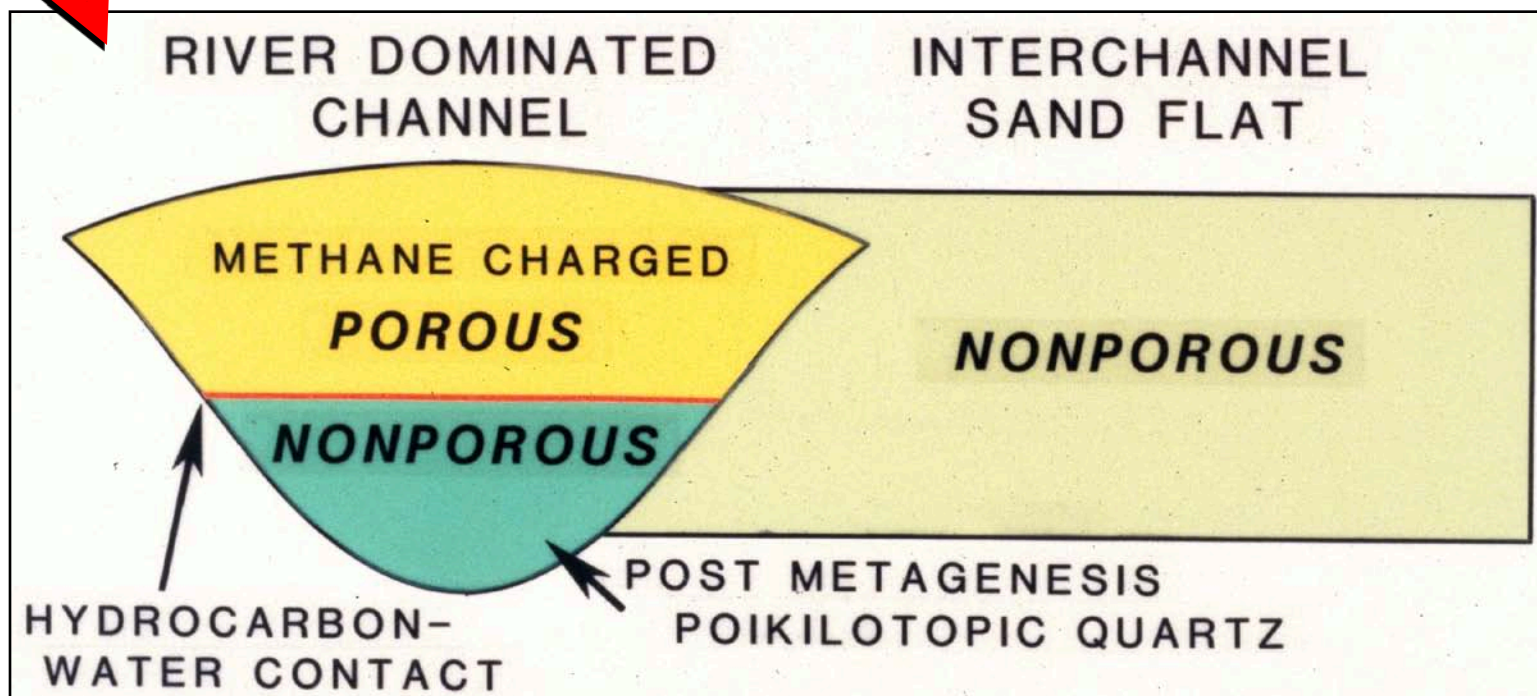 RIVER DOMINATED
CHANNEL
INTERCHANNEL
SAND FLAT
METHANE CHARGED
POROUS
NONPOROUS
NONPOROUS
HYDROCARBON-
WATER CONTACT
POST METAGENESIS
POIKILOTOPIC QUARTZ